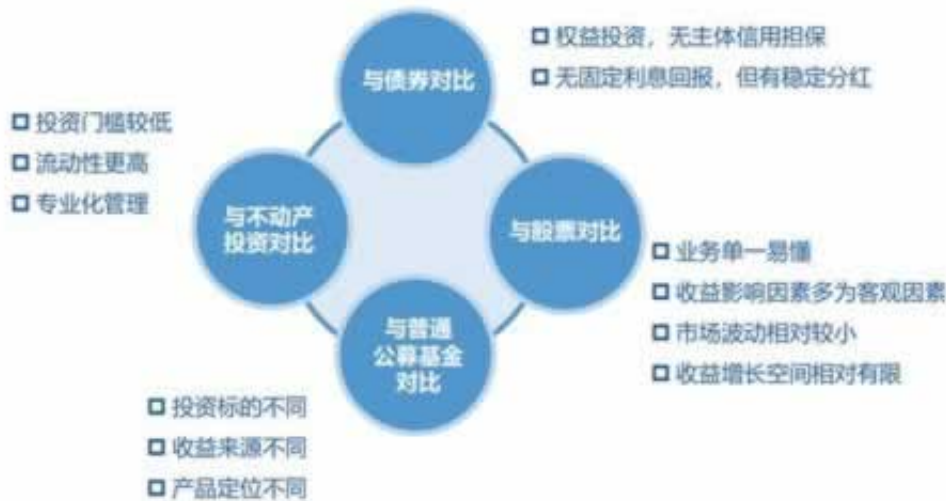 与债券对比
权益投资，无主体信用担保
无固定利息回报，但有稳定分红
投资门槛较低
流动性更高
专业化管理
与不动产
投资对比
与股票对比
业务单一易懂
收益影响因素多为客观因素
市场波动相对较小
收益增长空间相对有限
与普通
公募基金
对比
投资标的不同
收益来源不同
产品定位不同